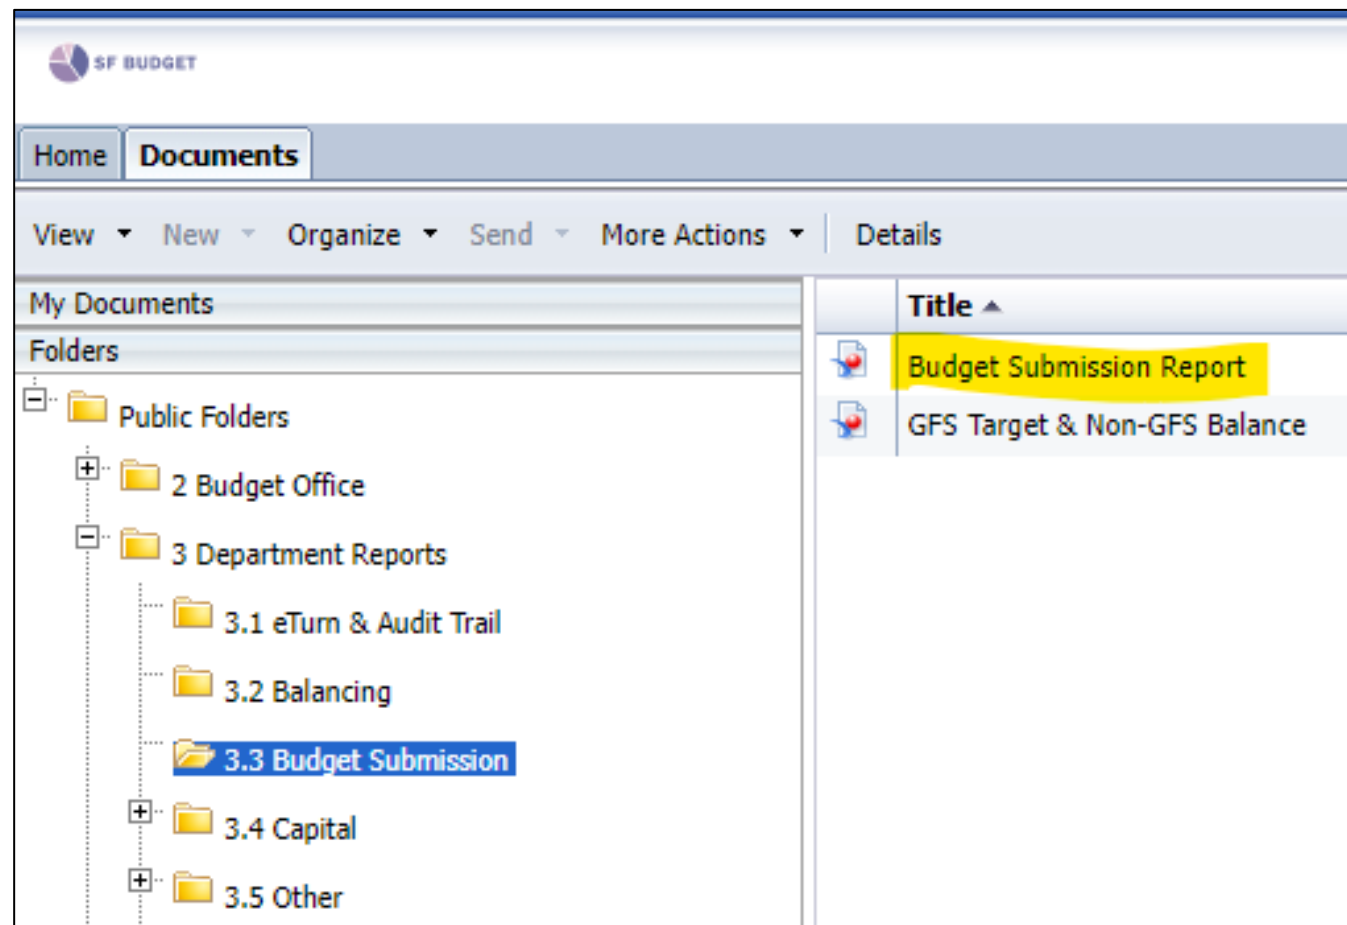 SF BUDGET
Home Documents
View New Organize Send More Actions Details
My Documents
Folders
Public Folders
2 Budget Office
3 Department Reports
3.1 eTurn & Audit Trail
3.2 Balancing
3.3 Budget Submission
3.4 Capital
3.5 Other
Title
Budget Submission Report
GFS Target & Non-GFS Balance